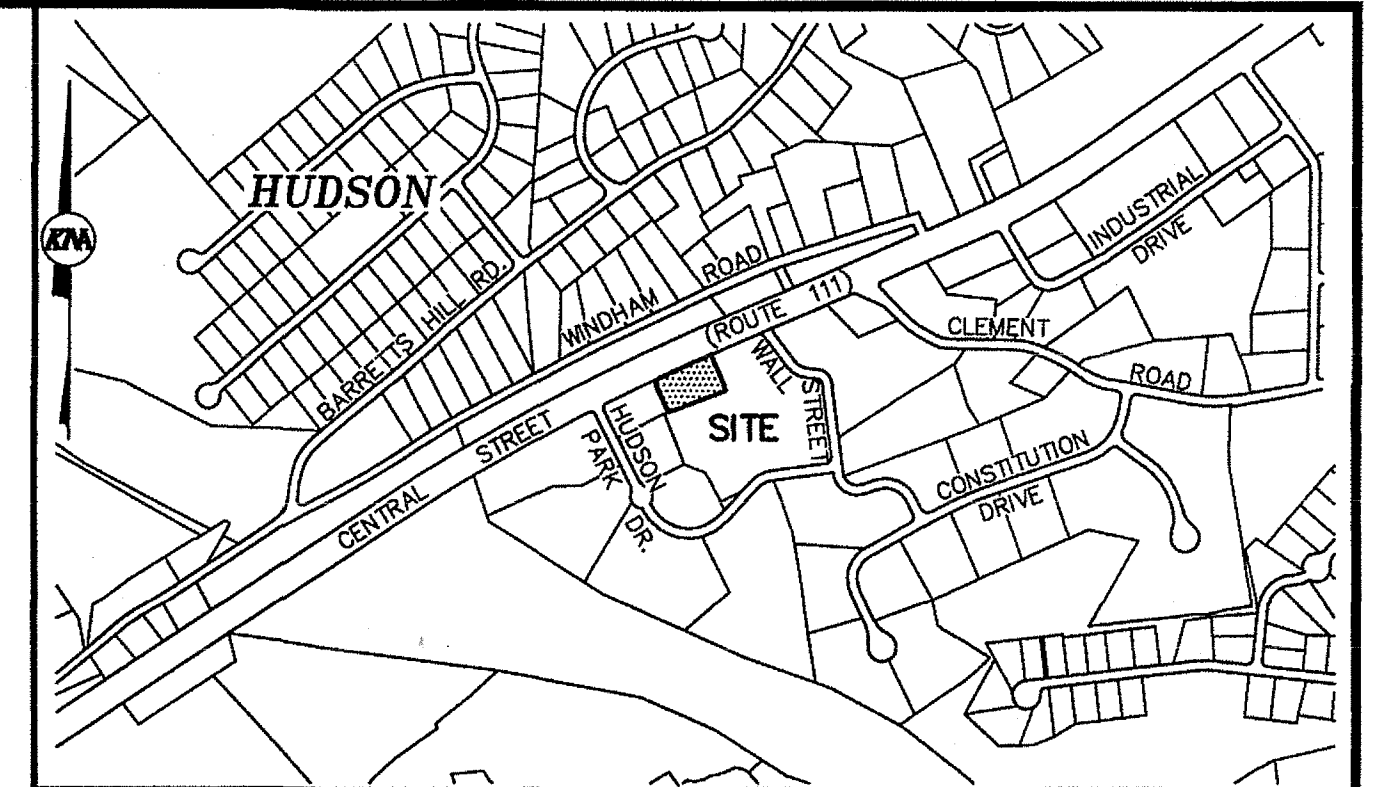 HUDSON
KNA
INDUSTRIAL
DRIVE
BARRETTS HILL RD.
WINDHAM ROAD
(ROUTE 111)
CLEMENT ROAD
WALL STREET
SITE
HUDSON
PARK DR.
CENTRAL STREET
CONSTITUTION
DRIVE